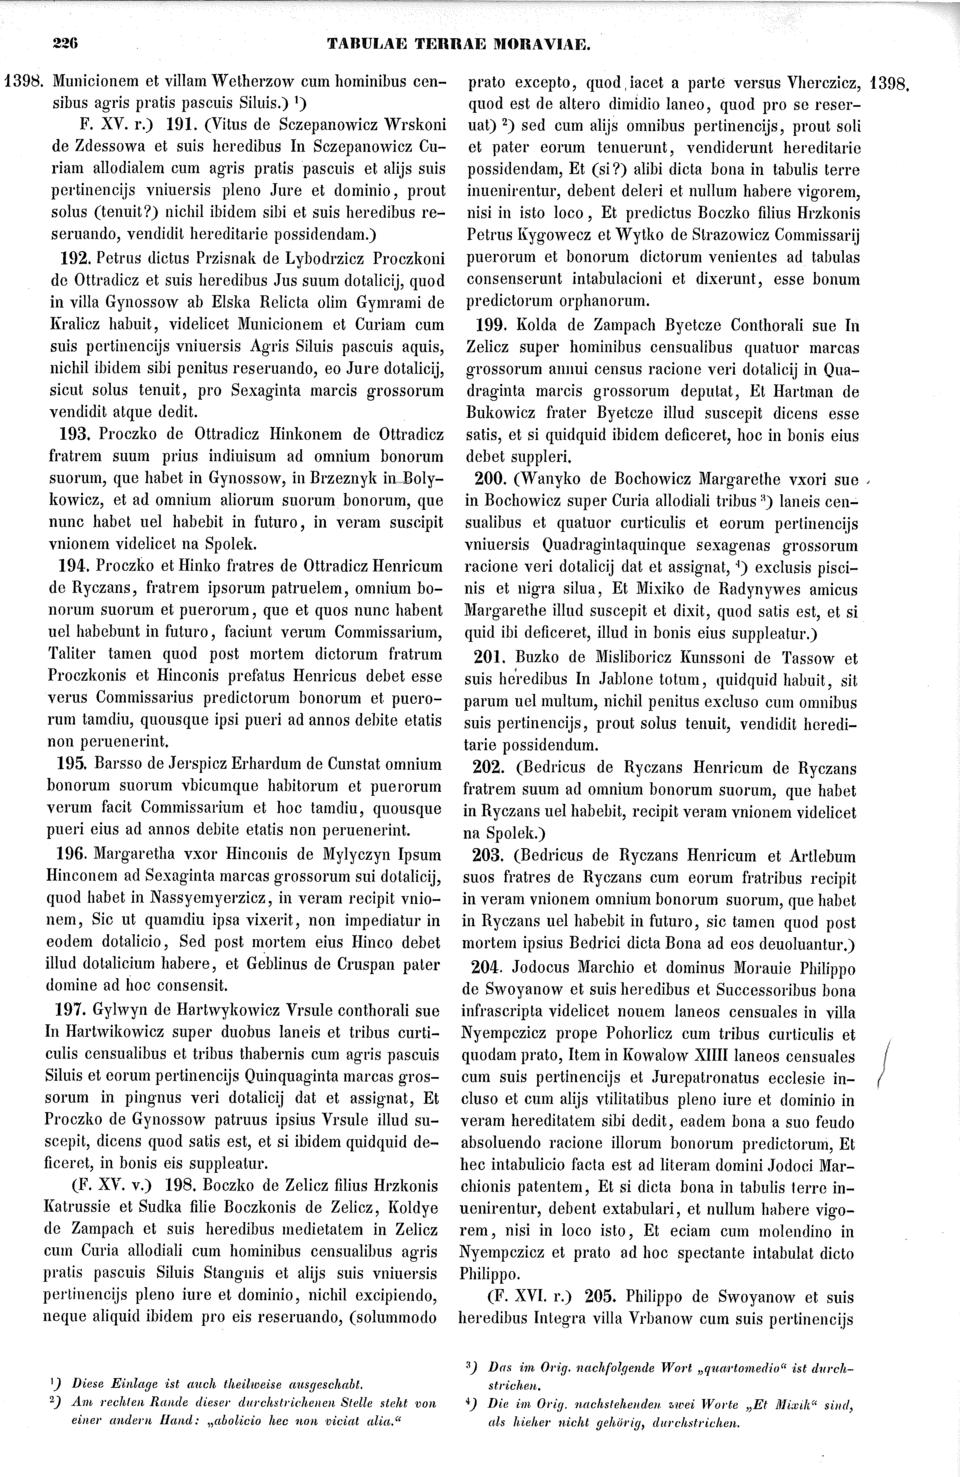 226
TABULAE TERRAE MORAVIAE.
1398. Municionem et villam Wetherzow cum hominibus cen-
sibus agris pratis pascuis Siluis.) ¹)
F. XV. r.) 191. (Vitus de Sczepanowicz Wrskoni
de Zdessowa et suis heredibus In Sczepanowicz Cu-
riam allodialem cum agris pratis pascuis et alijs suis
pertinencijs vniuersis pleno Jure et dominio, prout
solus (tenuit?) nichil ibidem sibi et suis heredibus re-
seruando, vendidit hereditarie possidendam.)
192. Petrus dictus Przisnak de Lybodrzicz Proczkoni
de Ottradicz et suis heredibus Jus suum dotalicij, quod
in villa Gynossow ab Elska Relicta olim Gymrami de
Kralicz habuit, videlicet Municionem et Curiam cum
suis pertinencijs vniuersis Agris Siluis pascuis aquis,
nichil ibidem sibi penitus reseruando, eo Jure dotalicij,
sicut solus tenuit, pro Sexaginta marcis grossorum
vendidit atque dedit.
193. Proczko de Ottradicz Hinkonem de Ottradicz
fratrem suum prius indiuisum ad omnium bonorum
suorum, que habet in Gynossow, in Brzeznyk in Boly-
kowicz, et ad omnium aliorum suorum bonorum, que
nunc habet uel habebit in futuro, in veram suscipit
vnionem videlicet na Spolek.
194. Proczko et Hinko fratres de Ottradicz Henricum
de Ryczans, fratrem ipsorum patruelem, omnium bo-
norum suorum et puerorum, que et quos nunc habent
uel habebunt in futuro, faciunt verum Commissarium,
Taliter tamen quod post mortem dictorum fratrum
Proczkonis et Hinconis prefatus Henricus debet esse
verus Commissarius predictorum bonorum et puero-
rum tamdiu, quousque ipsi pueri ad annos debite etatis
non peruenerint.
195. Barsso de Jerspicz Erhardum de Cunstat omnium
bonorum suorum vbicumque habitorum et puerorum
verum facit Commissarium et hoc tamdiu, quousque
pueri eius ad annos debite etatis non peruenerint.
196. Margaretha vxor Hinconis de Mylyczyn Ipsum
Hinconem ad Sexaginta marcas grossorum sui dotalicij,
quod habet in Nassyemyerzicz, in veram recipit vnio-
nem, Sic ut quamdiu ipsa vixerit, non impediatur in
eodem dotalicio, Sed post mortem eius Hinco debet
illud dotalicium habere, et Geblinus de Cruspan pater
domine ad hoc consensit.
197. Gylwyn de Hartwykowicz Vrsule conthorali sue
In Hartwikowicz super duobus laneis et tribus curti-
culis censualibus et tribus thabernis cum agris pascuis
Siluis et eorum pertinencijs Quinquaginta marcas gros-
sorum in pingnus veri dotalicij dat et assignat, Et
Proczko de Gynossow patruus ipsius Vrsule illud su-
scepit, dicens quod satis est, et si ibidem quidquid de-
ficeret, in bonis eis suppleatur.
(F. XV. v.) 198. Boczko de Zelicz filius Hrzkonis
Katrussie et Sudka filie Boczkonis de Zelicz, Koldye
de Zampach et suis heredibus medietatem in Zelicz
cum Curia allodiali cum hominibus censualibus agris
pratis pascuis Siluis Stangnis et alijs suis vniuersis
pertinencijs pleno iure et dominio, nichil excipiendo,
neque aliquid ibidem pro eis reseruando, (solummodo
prato excepto, quod iacet a parte versus Vherczicz, 1398.
quod est de altero dimidio laneo, quod pro se reser-
uat) ²) sed cum alijs omnibus pertinencijs, prout soli
et pater eorum tenuerunt, vendiderunt hereditarie
possidendam, Et (si?) alibi dicta bona in tabulis terre
inuenirentur, debent deleri et nullum habere vigorem,
nisi in isto loco, Et predictus Boczko filius Hrzkonis
Petrus Kygowecz et Wytko de Strazowicz Commissarij
puerorum et bonorum dictorum venientes ad tabulas
consenserunt intabulacioni et dixerunt, esse bonum
predictorum orphanorum.
199. Kolda de Zampach Byetcze Conthorali sue In
Zelicz super hominibus censualibus quatuor marcas
grossorum annui census racione veri dotalicij in Qua-
draginta marcis grossorum deputat, Et Hartman de
Bukowicz frater Byetcze illud suscepit dicens esse
satis, et si quidquid ibidem deficeret, hoc in bonis eius
debet suppleri.
200. (Wanyko de Bochowicz Margarethe vxori sue
in Bochowicz super Curia allodiali tribus ³) laneis cen-
sualibus et quatuor curticulis et eorum pertinencijs
vniuersis Quadragintaquinque sexagenas grossorum
racione veri dotalicij dat et assignat, ⁴) exclusis pisci-
nis et nigra silua, Et Mixiko de Radynywes amicus
Margarethe illud suscepit et dixit, quod satis est, et si
quid ibi deficeret, illud in bonis eius suppleatur.)
201. Buzko de Misliboricz Kunssoni de Tassow et
suis heredibus In Jablone totum, quidquid habuit, sit
parum uel multum, nichil penitus excluso cum omnibus
suis pertinencijs, prout solus tenuit, vendidit heredi-
tarie possidendum.
202. (Bedricus de Ryczans Henricum de Ryczans
fratrem suum ad omnium bonorum suorum, que habet
in Ryczans uel habebit, recipit veram vnionem videlicet
na Spolek.)
203. (Bedricus de Ryczans Henricum et Artlebum
suos fratres de Ryczans cum eorum fratribus recipit
in veram vnionem omnium bonorum suorum, que habet
in Ryczans uel habebit in futuro, sic tamen quod post
mortem ipsius Bedrici dicta Bona ad eos deuoluantur.)
204. Jodocus Marchio et dominus Morauie Philippo
de Swoyanow et suis heredibus et Successoribus bona
infrascripta videlicet nouem laneos censuales in villa
Nyempczicz prope Pohorlicz cum tribus curticulis et
quodam prato, Item in Kowalow XIIII laneos censuales
cum suis pertinencijs et Jurepatronatus ecclesie in-
cluso et cum alijs vtilitatibus pleno iure et dominio in
veram hereditatem sibi dedit, eadem bona a suo feudo
absoluendo racione illorum bonorum predictorum, Et
hec intabulicio facta est ad literam domini Jodoci Mar-
chionis patentem, Et si dicta bona in tabulis terre in-
uenirentur, debent extabulari, et nullum habere vigo-
rem, nisi in loco isto, Et eciam cum molendino in
Nyempczicz et prato ad hoc spectante intabulat dicto
Philippo.
(F. XVI. r.) 205. Philippo de Swoyanow et suis
heredibus Integra villa Vrbanow cum suis pertinencijs
¹) Diese Einlage ist auch theilweise ausgeschabt.
²) Am rechten Rande dieser durchstrichenen Stelle steht von
einer andern Hand: „abolicio hec non viciat alia.“
³) Das im Orig. nachfolgende Wort „quartomedio“ ist durch-
strichen.
⁴) Die im Orig. nachstehenden zwei Worte „Et Mixik“ sind,
als hieher nicht gehörig, durchstrichen.